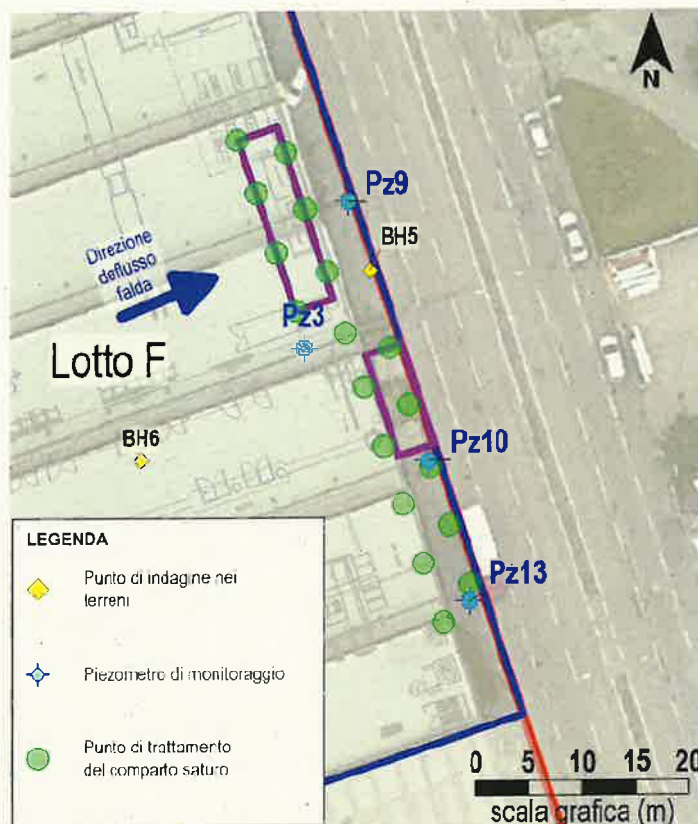 N
Pz9
BH5
Direzione
deflusso
falda
Pz3
Lotto F
BH6
Pz10
Pz13
LEGENDA
Punto di indagine nei
terreni
Piezometro di monitoraggio
Punto di trattamento
del comparto saturo
0 5 10 15 20
scala grafica (m)